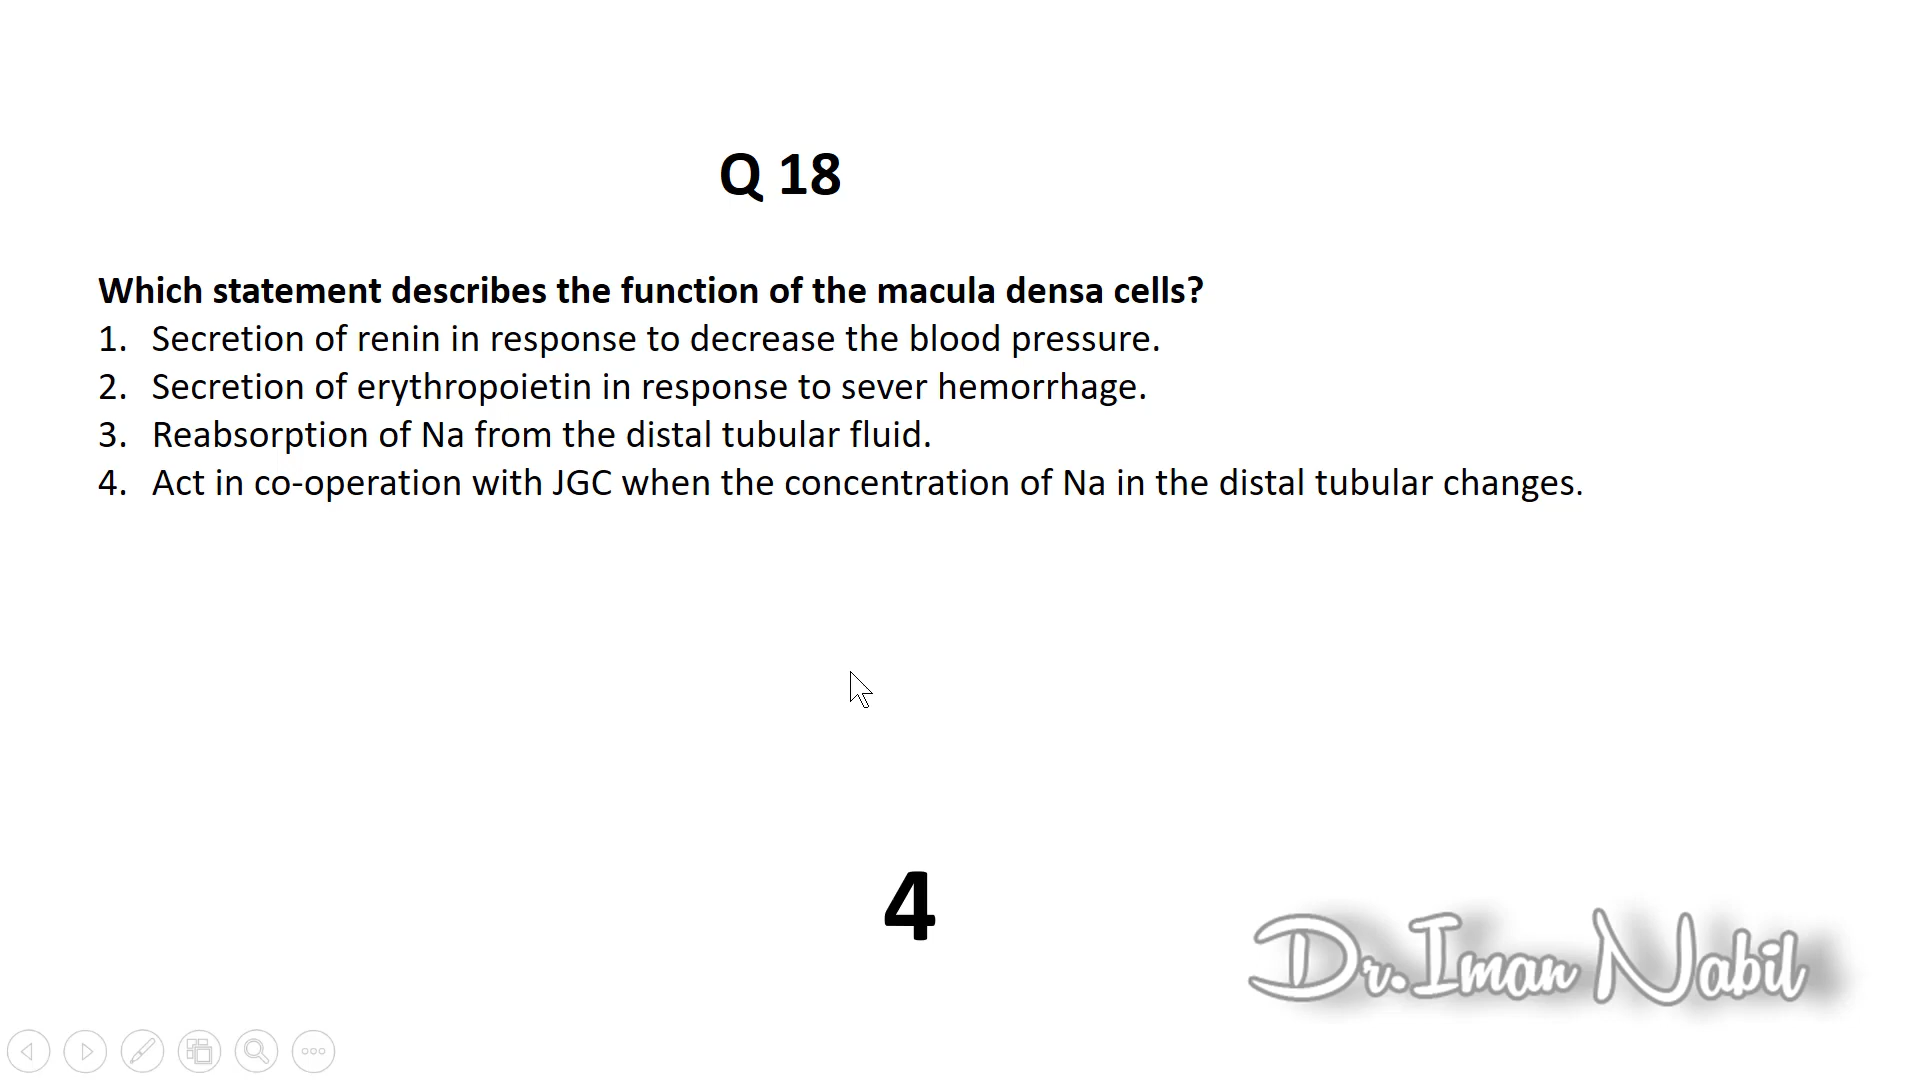 Q 18
Which statement describes the function of the macula densa cells?
1. Secretion of renin in response to decrease the blood pressure.
2. Secretion of erythropoietin in response to sever hemorrhage.
3. Reabsorption of Na from the distal tubular fluid.
4. Act in co-operation with JGC when the concentration of Na in the distal tubular changes.
4
Dr.Iman Nabil